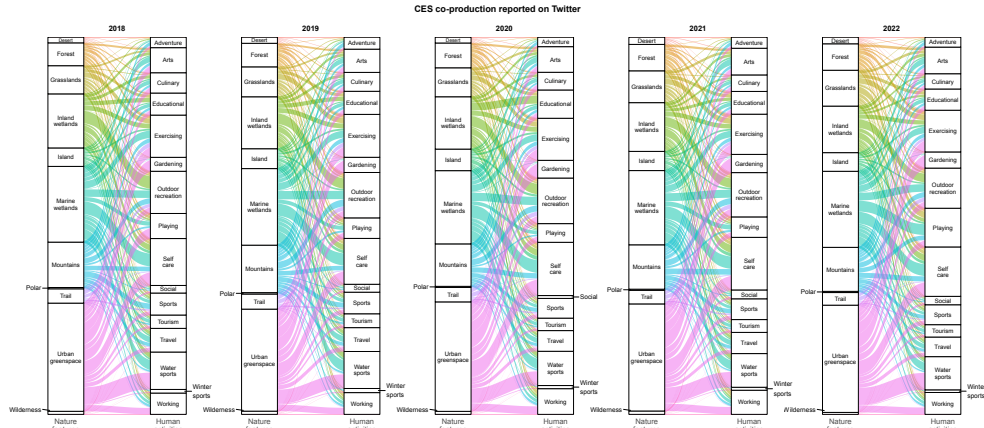 CES co-production reported on Twitter
2018
Desert
Forest
Grasslands
Inland
wetlands
Island
Marine
wetlands
Mountains
Polar
Trail
Urban
greenspace
Wilderness
Nature
Adventure
Arts
Culinary
Educational
Exercising
Gardening
Outdoor
recreation
Playing
Self
care
Social
Sports
Tourism
Travel
Water
sports
Winter
sports
Working
Human
2019
Desert
Forest
Grasslands
Inland
wetlands
Island
Marine
wetlands
Mountains
Polar
Trail
Urban
greenspace
Wilderness
Nature
Adventure
Arts
Culinary
Educational
Exercising
Gardening
Outdoor
recreation
Playing
Self
care
Social
Sports
Tourism
Travel
Water
sports
Winter
sports
Working
Human
2020
Desert
Forest
Grasslands
Inland
wetlands
Island
Marine
wetlands
Mountains
Polar
Trail
Urban
greenspace
Wilderness
Nature
Adventure
Arts
Culinary
Educational
Exercising
Gardening
Outdoor
recreation
Playing
Self
care
Social
Sports
Tourism
Travel
Water
sports
Winter
sports
Working
Human
2021
Desert
Forest
Grasslands
Inland
wetlands
Island
Marine
wetlands
Mountains
Polar
Trail
Urban
greenspace
Wilderness
Nature
Adventure
Arts
Culinary
Educational
Exercising
Gardening
Outdoor
recreation
Playing
Self
care
Social
Sports
Tourism
Travel
Water
sports
Winter
sports
Working
Human
2022
Desert
Forest
Grasslands
Inland
wetlands
Island
Marine
wetlands
Mountains
Polar
Trail
Urban
greenspace
Wilderness
Nature
Adventure
Arts
Culinary
Educational
Exercising
Gardening
Outdoor
recreation
Playing
Self
care
Social
Sports
Tourism
Travel
Water
sports
Winter
sports
Working
Human